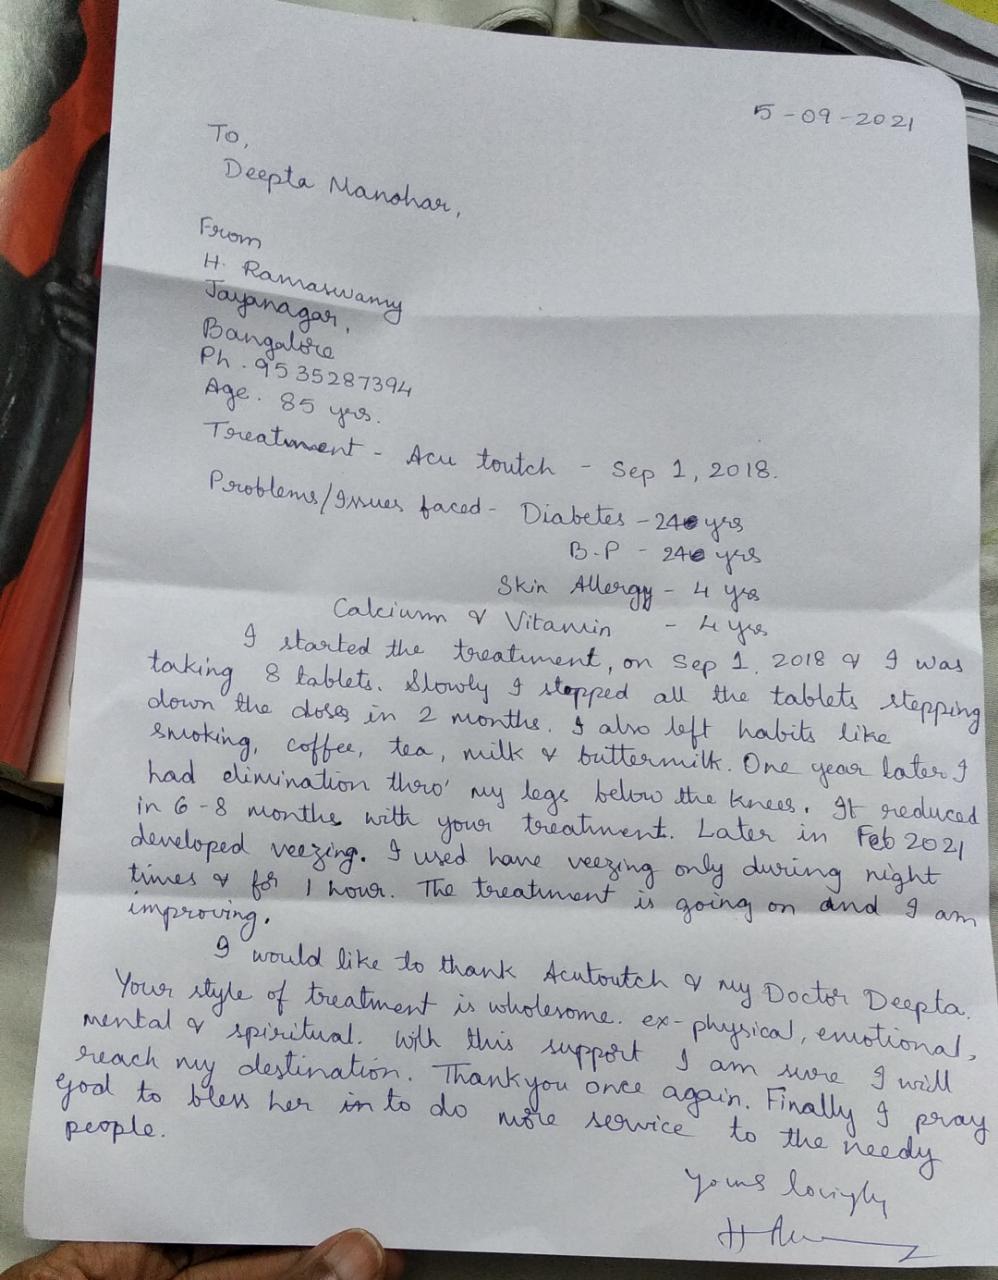 5-09-2021
To,
Deepta Manohar,
From
H. Ramaswamy
Jayanagar,
Bangalore
Ph. 9535287394
Age. 85 yrs.
Treatment - Acu toutch - Sep 1, 2018.
Problems/Issues faced - Diabetes - 24 yrs
B.P - 24 yrs
Skin Allergy - 4 yrs
Calcium & Vitamin - 4 yrs
I started the treatment, on Sep 1. 2018 & I was
taking 8 tablets. Slowly I stopped all the tablets stepping
down the doses in 2 months. I also left habits like
smoking, coffee, tea, milk & buttermilk. One year later I
had elimination thro' my legs below the knees. It reduced
in 6-8 months with your treatment. Later in Feb 2021
developed veezing. I used have veezing only during night
times & for 1 hour. The treatment is going on and I am
improving.
I would like to thank Acutoutch & my Doctor Deepta.
Your style of treatment is wholesome. ex- physical, emotional,
mental & spiritual. With this support I am sure I will
reach my destination. Thankyou once again. Finally I pray
god to bless her in to do more service to the needy
people.
Yours lovingly